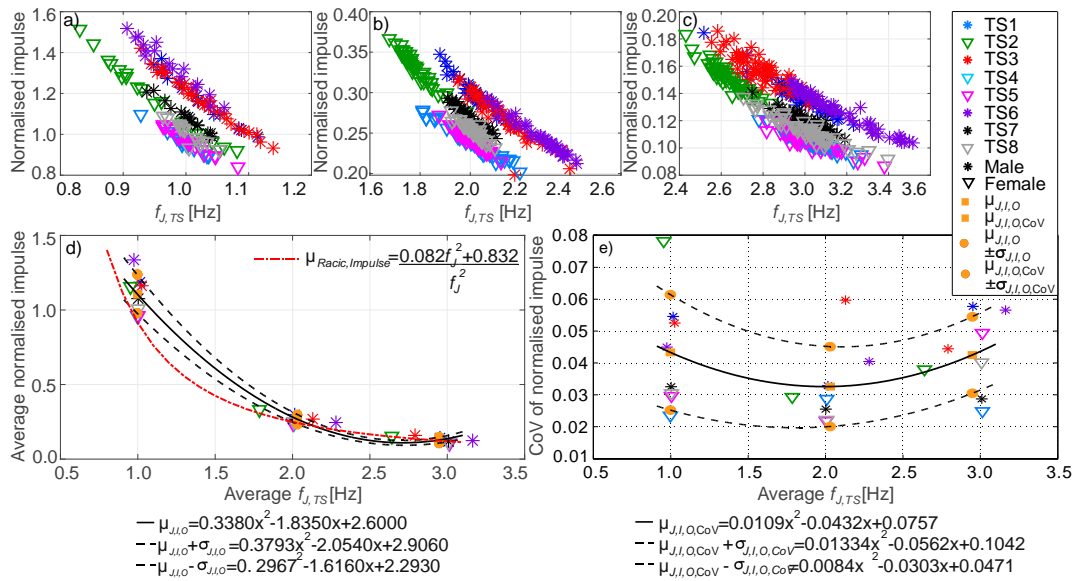 a)
Normalised impulse
1.6
1.4
1.2
1.0
0.8
0.8 0.9 1.0 1.1 1.2
f_J,TS [Hz]
b)
Normalised impulse
0.40
0.35
0.30
0.25
0.20
1.6 1.8 2.0 2.2 2.4 2.6
f_J,TS [Hz]
c)
Normalised impulse
0.20
0.18
0.16
0.14
0.12
0.10
0.08
2.4 2.6 2.8 3.0 3.2 3.4 3.6
f_J,TS [Hz]
TS1
TS2
TS3
TS4
TS5
TS6
TS7
TS8
Male
Female
μ_J,I,O
μ_J,I,O,CoV
μ_J,I,O
±σ_J,I,O
μ_J,I,O,CoV
±σ_J,I,O,CoV
d)
μ_Racic,Impulse=0.082f_J^2+0.832
f_J^2
Average normalised impulse
1.5
1.0
0.5
0.0
0.5 1.0 1.5 2.0 2.5 3.0 3.5
Average f_J,TS [Hz]
μ_J,I,O=0.3380x^2-1.8350x+2.6000
μ_J,I,O+σ_J,I,O=0.3793x^2-2.0540x+2.9060
μ_J,I,O- σ_J,I,O=0. 2967x^2-1.6160x+2.2930
e)
CoV of normalised impulse
0.08
0.07
0.06
0.05
0.04
0.03
0.02
0.01
0.5 1.0 1.5 2.0 2.5 3.0 3.5
Average f_J,TS [Hz]
μ_J,I,O,CoV=0.0109x^2-0.0432x+0.0757
μ_J,I,O,CoV + σ_J,I,O,CoV=0.01334x^2-0.0562x+0.1042
μ_J,I,O,CoV - σ_J,I,O,CoV=0.0084x^2-0.0303x+0.0471